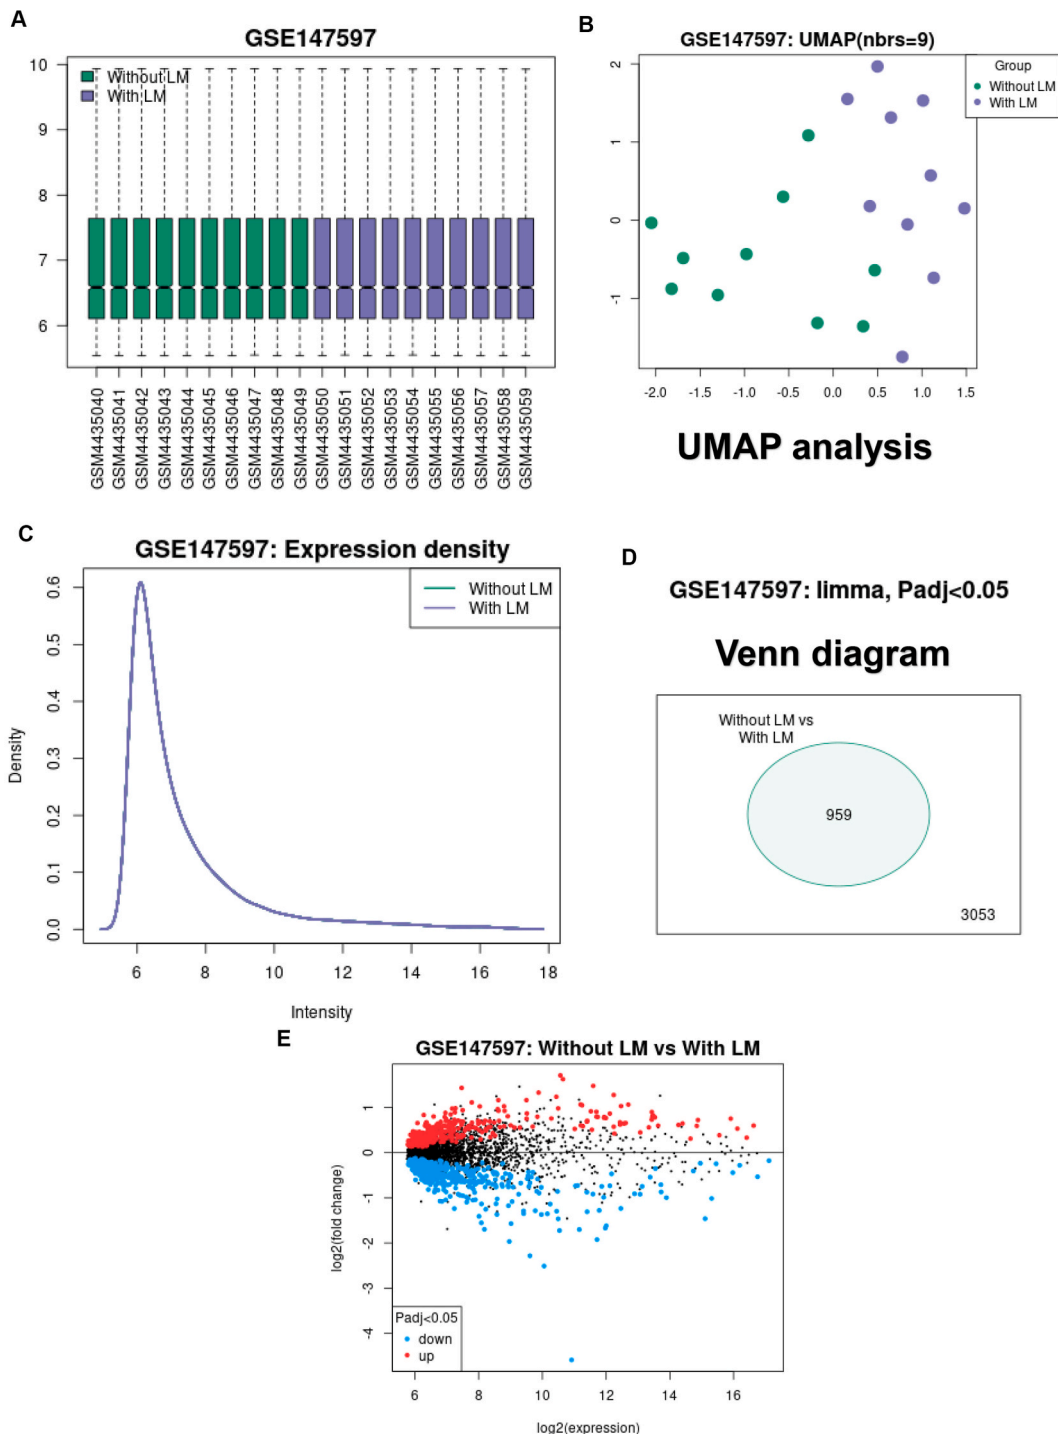 A
GSE147597
10
9
8
7
6
Without LM
With LM
GSM4435040
GSM4435041
GSM4435042
GSM4435043
GSM4435044
GSM4435045
GSM4435046
GSM4435047
GSM4435048
GSM4435049
GSM4435050
GSM4435051
GSM4435052
GSM4435053
GSM4435054
GSM4435055
GSM4435056
GSM4435057
GSM4435058
GSM4435059
B
GSE147597: UMAP(nbrs=9)
Group
Without LM
With LM
2
1
0
-1
-2.0 -1.5 -1.0 -0.5 0.0 0.5 1.0 1.5
UMAP analysis
C
GSE147597: Expression density
Without LM
With LM
Density
0.6
0.5
0.4
0.3
0.2
0.1
0.0
6 8 10 12 14 16 18
Intensity
D
GSE147597: limma, Padj<0.05
Venn diagram
Without LM vs
With LM
959
3053
E
GSE147597: Without LM vs With LM
log2(fold change)
1
0
-1
-2
-3
-4
Padj<0.05
down
up
6 8 10 12 14 16
log2(expression)